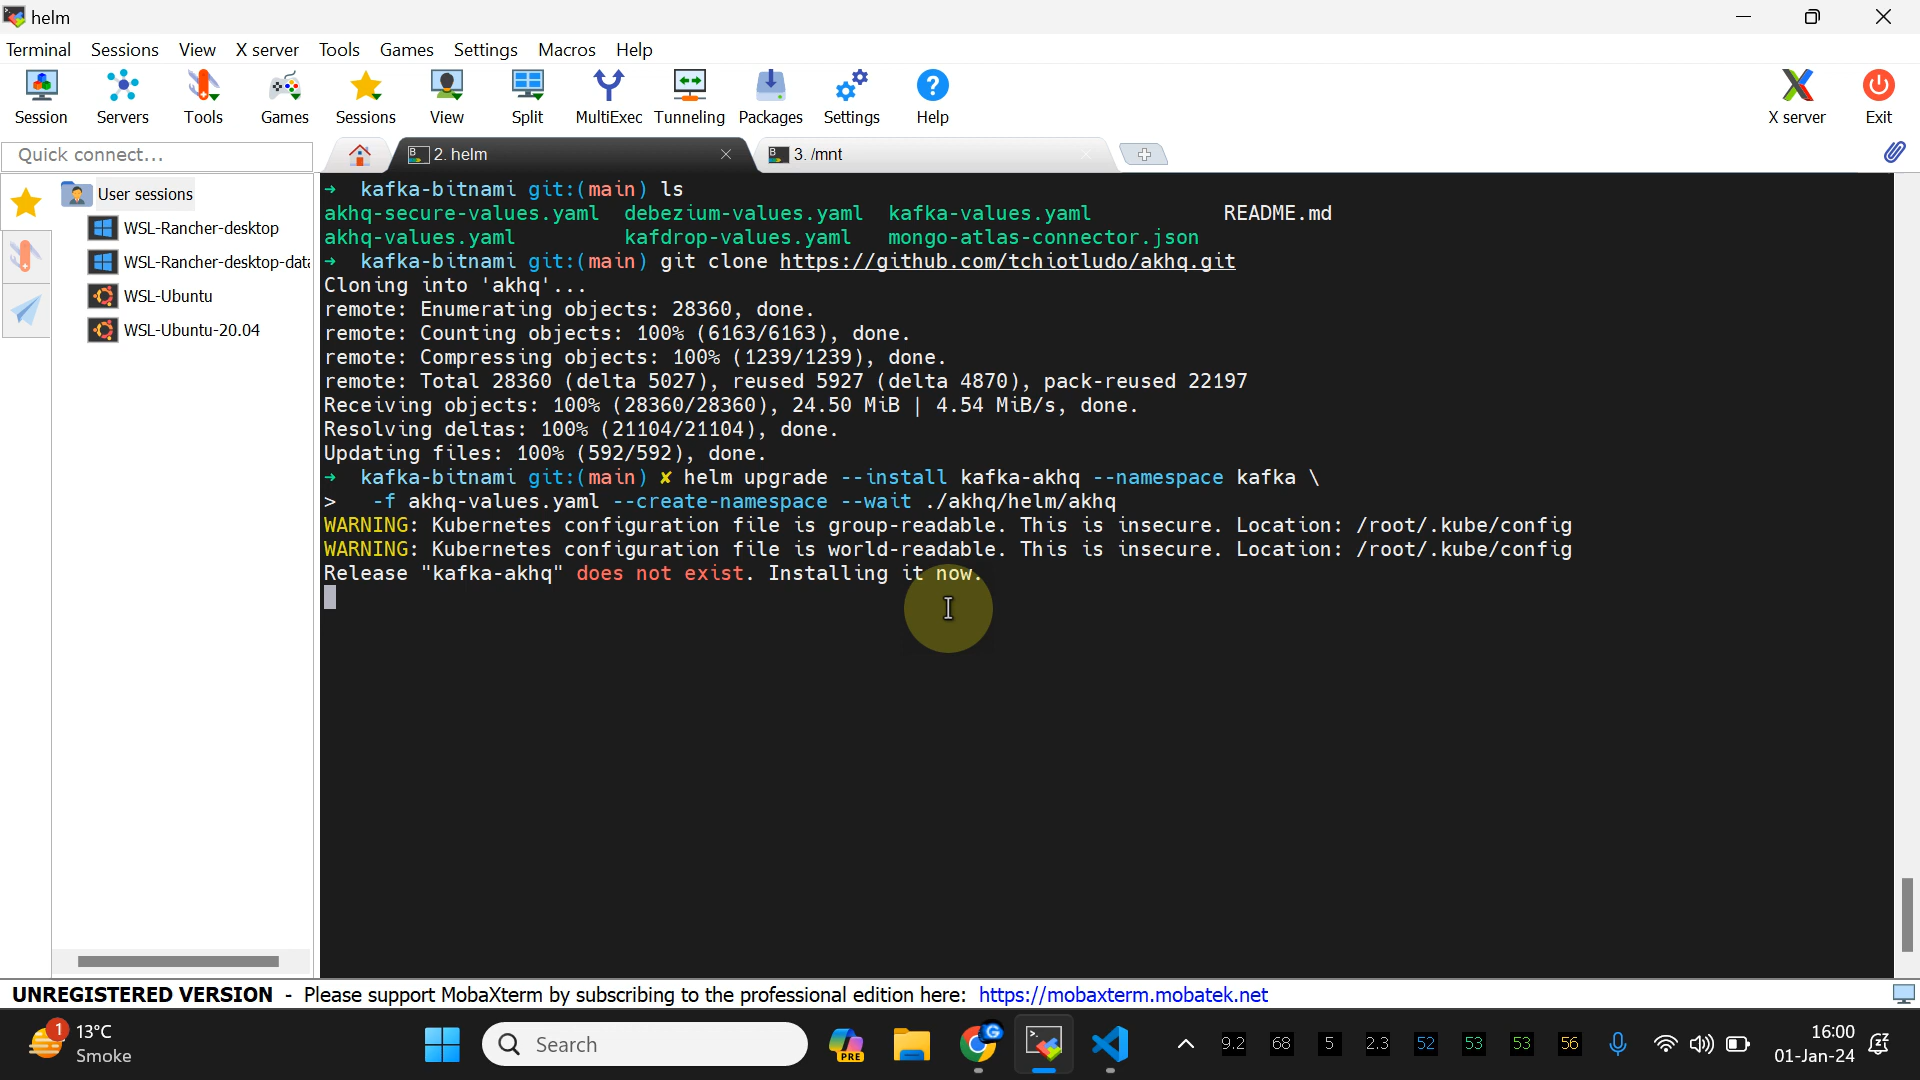 helm
Terminal Sessions View X server Tools Games Settings Macros Help
Session Servers Tools Games Sessions View Split MultiExec Tunneling Packages Settings Help X server Exit
Quick connect...
2. helm
3. /mnt
User sessions
WSL-Rancher-desktop
WSL-Rancher-desktop-data
WSL-Ubuntu
WSL-Ubuntu-20.04
→ kafka-bitnami git:(main) ls
akhq-secure-values.yaml debezium-values.yaml kafka-values.yaml README.md
akhq-values.yaml kafdrop-values.yaml mongo-atlas-connector.json
→ kafka-bitnami git:(main) git clone https://github.com/tchiotludo/akhq.git
Cloning into 'akhq'...
remote: Enumerating objects: 28360, done.
remote: Counting objects: 100% (6163/6163), done.
remote: Compressing objects: 100% (1239/1239), done.
remote: Total 28360 (delta 5027), reused 5927 (delta 4870), pack-reused 22197
Receiving objects: 100% (28360/28360), 24.50 MiB | 4.54 MiB/s, done.
Resolving deltas: 100% (21104/21104), done.
Updating files: 100% (592/592), done.
→ kafka-bitnami git:(main) ✘ helm upgrade --install kafka-akhq --namespace kafka \
> -f akhq-values.yaml --create-namespace --wait ./akhq/helm/akhq
WARNING: Kubernetes configuration file is group-readable. This is insecure. Location: /root/.kube/config
WARNING: Kubernetes configuration file is world-readable. This is insecure. Location: /root/.kube/config
Release "kafka-akhq" does not exist. Installing it now.
UNREGISTERED VERSION - Please support MobaXterm by subscribing to the professional edition here: https://mobaxterm.mobatek.net
1 13°C
Smoke
Search
PRE
G
9.2 68 5 2.3 52 53 53 56
16:00
01-Jan-24